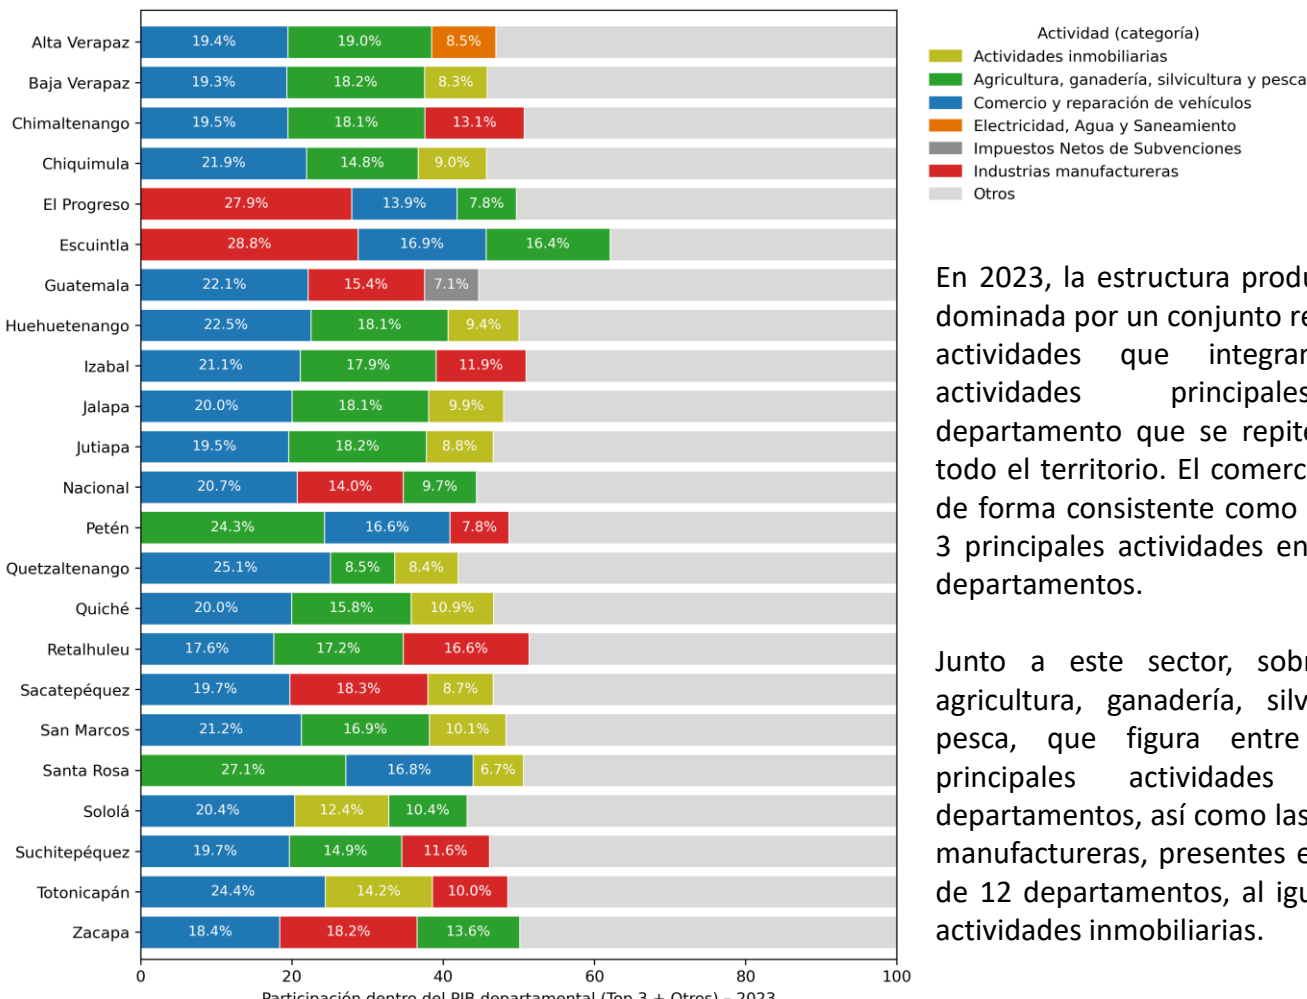 Alta Verapaz 19.4% 19.0% 8.5%
Baja Verapaz 19.3% 18.2% 8.3%
Chimaltenango 19.5% 18.1% 13.1%
Chiquimula 21.9% 14.8% 9.0%
El Progreso 27.9% 13.9% 7.8%
Escuintla 28.8% 16.9% 16.4%
Guatemala 22.1% 15.4% 7.1%
Huehuetenango 22.5% 18.1% 9.4%
Izabal 21.1% 17.9% 11.9%
Jalapa 20.0% 18.1% 9.9%
Jutiapa 19.5% 18.2% 8.8%
Nacional 20.7% 14.0% 9.7%
Petén 24.3% 16.6% 7.8%
Quetzaltenango 25.1% 8.5% 8.4%
Quiché 20.0% 15.8% 10.9%
Retalhuleu 17.6% 17.2% 16.6%
Sacatepéquez 19.7% 18.3% 8.7%
San Marcos 21.2% 16.9% 10.1%
Santa Rosa 27.1% 16.8% 6.7%
Sololá 20.4% 12.4% 10.4%
Suchitepéquez 19.7% 14.9% 11.6%
Totonicapán 24.4% 14.2% 10.0%
Zacapa 18.4% 18.2% 13.6%
0 20 40 60 80 100
Participación dentro del PIB departamental (Top 3 + Otros) – 2023
Actividad (categoría)
Actividades inmobiliarias
Agricultura, ganadería, silvicultura y pesca
Comercio y reparación de vehículos
Electricidad, Agua y Saneamiento
Impuestos Netos de Subvenciones
Industrias manufactureras
Otros
En 2023, la estructura produ
dominada por un conjunto re
actividades que integran
actividades principales
departamento que se repite
todo el territorio. El comerc
de forma consistente como
3 principales actividades en
departamentos.
Junto a este sector, sobr
agricultura, ganadería, silv
pesca, que figura entre
principales actividades
departamentos, así como las
manufactureras, presentes e
de 12 departamentos, al igu
actividades inmobiliarias.